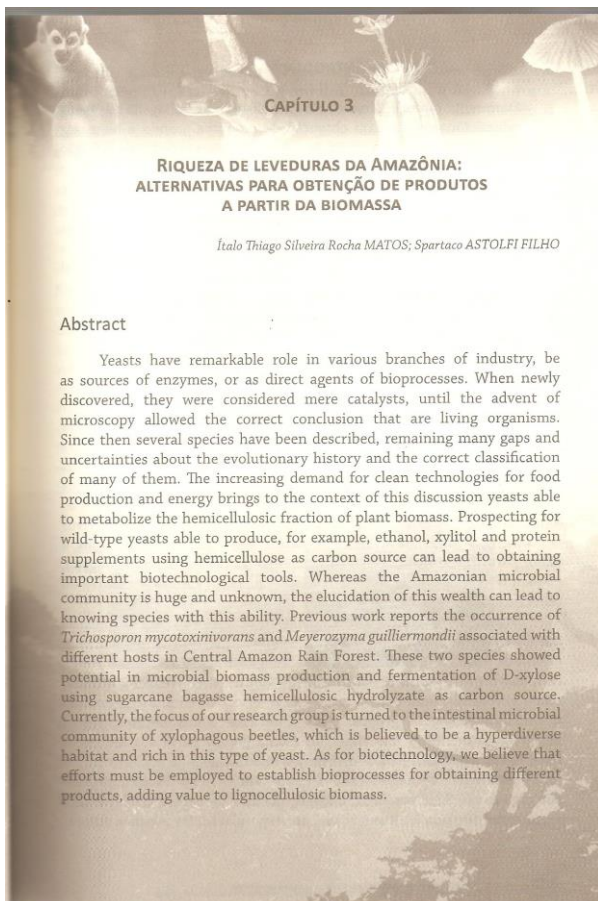 CAPÍTULO 3
RIQUEZA DE LEVEDURAS DA AMAZÔNIA:
ALTERNATIVAS PARA OBTENÇÃO DE PRODUTOS
A PARTIR DA BIOMASSA
Ítalo Thiago Silveira Rocha MATOS; Spartaco ASTOLFI FILHO
Abstract
Yeasts have remarkable role in various branches of industry, be
as sources of enzymes, or as direct agents of bioprocesses. When newly
discovered, they were considered mere catalysts, until the advent of
microscopy allowed the correct conclusion that are living organisms.
Since then several species have been described, remaining many gaps and
uncertainties about the evolutionary history and the correct classification
of many of them. The increasing demand for clean technologies for food
production and energy brings to the context of this discussion yeasts able
to metabolize the hemicellulosic fraction of plant biomass. Prospecting for
wild-type yeasts able to produce, for example, ethanol, xylitol and protein
supplements using hemicellulose as carbon source can lead to obtaining
important biotechnological tools. Whereas the Amazonian microbial
community is huge and unknown, the elucidation of this wealth can lead to
knowing species with this ability. Previous work reports the occurrence of
Trichosporon mycotoxinivorans and Meyerozyma guilliermondii associated with
different hosts in Central Amazon Rain Forest. These two species showed
potential in microbial biomass production and fermentation of D-xylose
using sugarcane bagasse hemicellulosic hydrolyzate as carbon source.
Currently, the focus of our research group is turned to the intestinal microbial
community of xylophagous beetles, which is believed to be a hyperdiverse
habitat and rich in this type of yeast. As for biotechnology, we believe that
efforts must be employed to establish bioprocesses for obtaining different
products, adding value to lignocellulosic biomass.